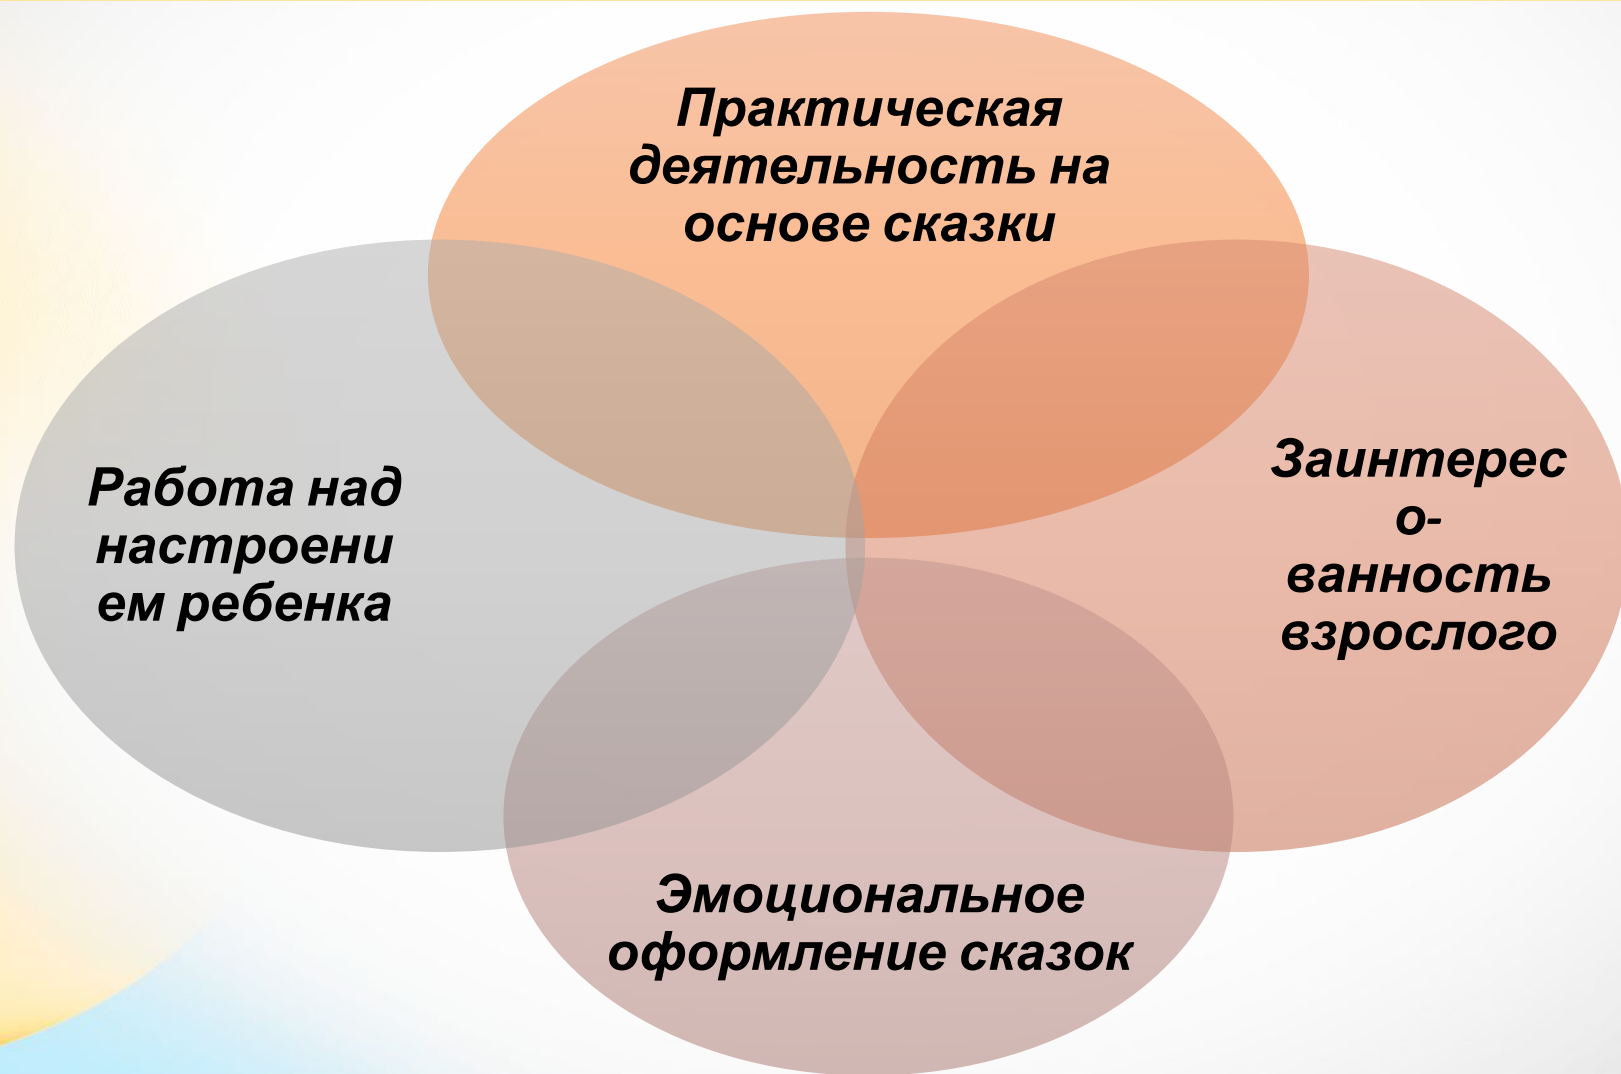 Практическая
деятельность на
основе сказки
Работа над
настроени
ем ребенка
Заинтерес
о-
ванность
взрослого
Эмоциональное
оформление сказок